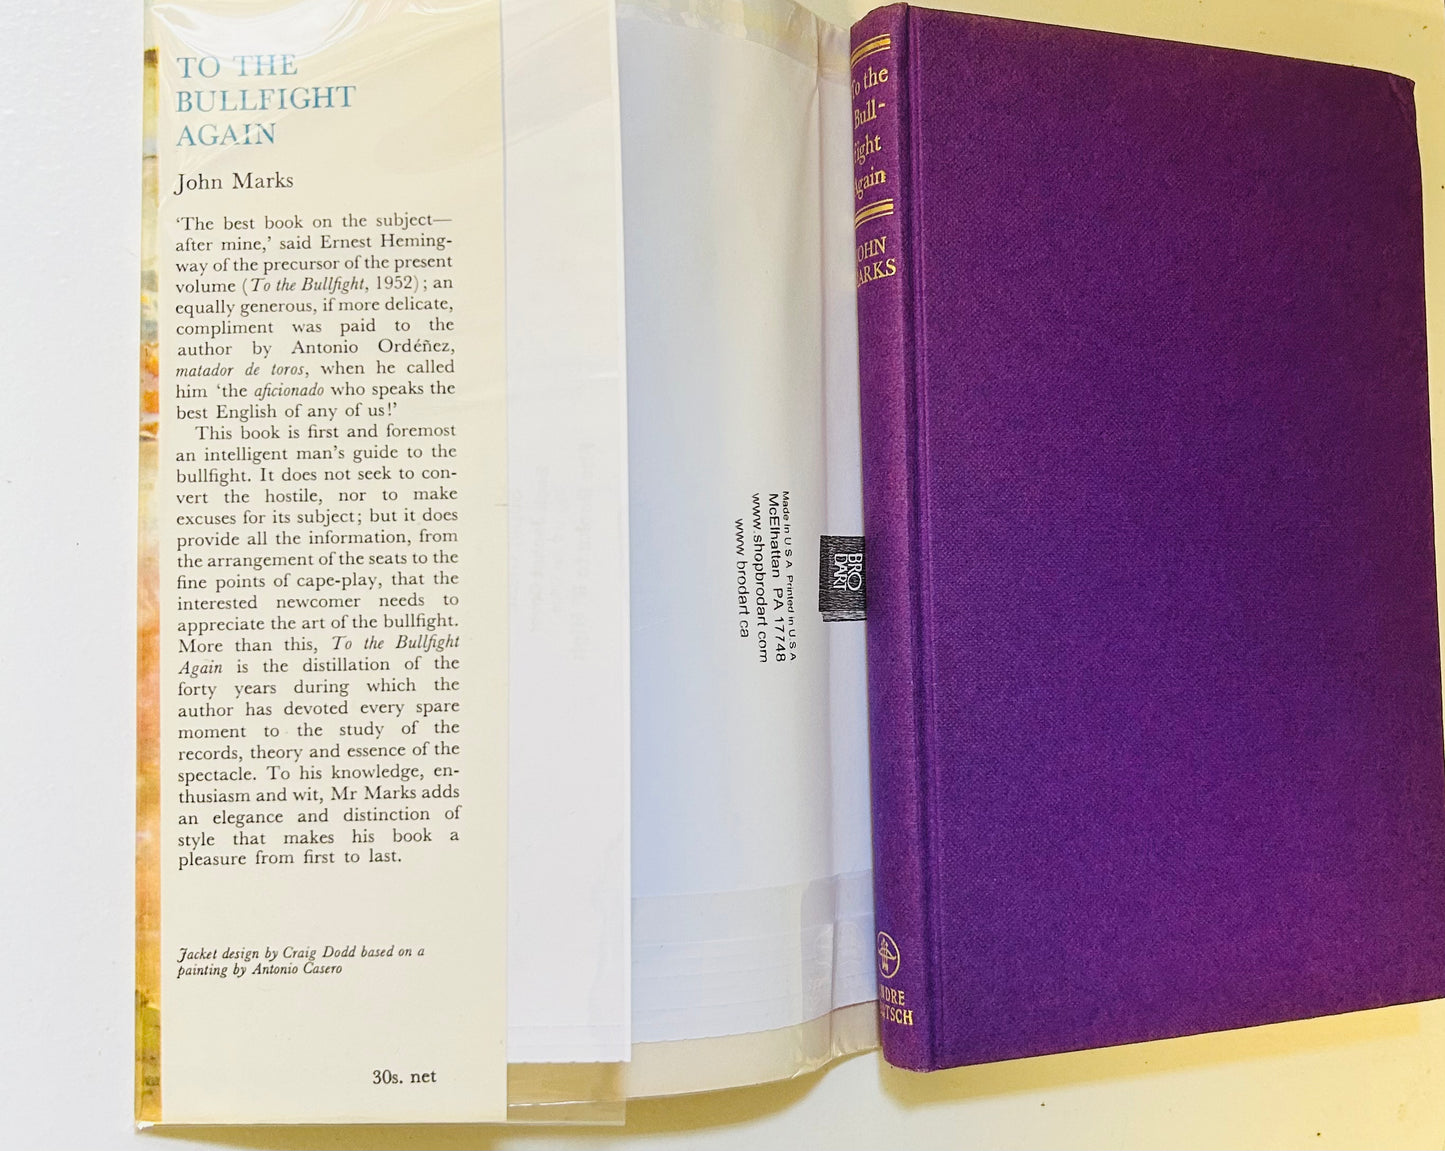 TO THE
BULLFIGHT
AGAIN
John Marks
‘The best book on the subject—
after mine,’ said Ernest Heming-
way of the precursor of the present
volume (To the Bullfight, 1952); an
equally generous, if more delicate,
compliment was paid to the
author by Antonio Ordéñez,
matador de toros, when he called
him ‘the aficionado who speaks the
best English of any of us!’
This book is first and foremost
an intelligent man’s guide to the
bullfight. It does not seek to con-
vert the hostile, nor to make
excuses for its subject; but it does
provide all the information, from
the arrangement of the seats to the
fine points of cape-play, that the
interested newcomer needs to
appreciate the art of the bullfight.
More than this, To the Bullfight
Again is the distillation of the
forty years during which the
author has devoted every spare
moment to the study of the
records, theory and essence of the
spectacle. To his knowledge, en-
thusiasm and wit, Mr Marks adds
an elegance and distinction of
style that makes his book a
pleasure from first to last.
Jacket design by Craig Dodd based on a
painting by Antonio Casero
30s. net
BRO
DART
Made in U S A Printed in U S A
McElhattan PA 17748
www.shopbrodart com
www brodart ca
To the
Bull-
fight
Again
JOHN
MARKS
ANDRE
DEUTSCH